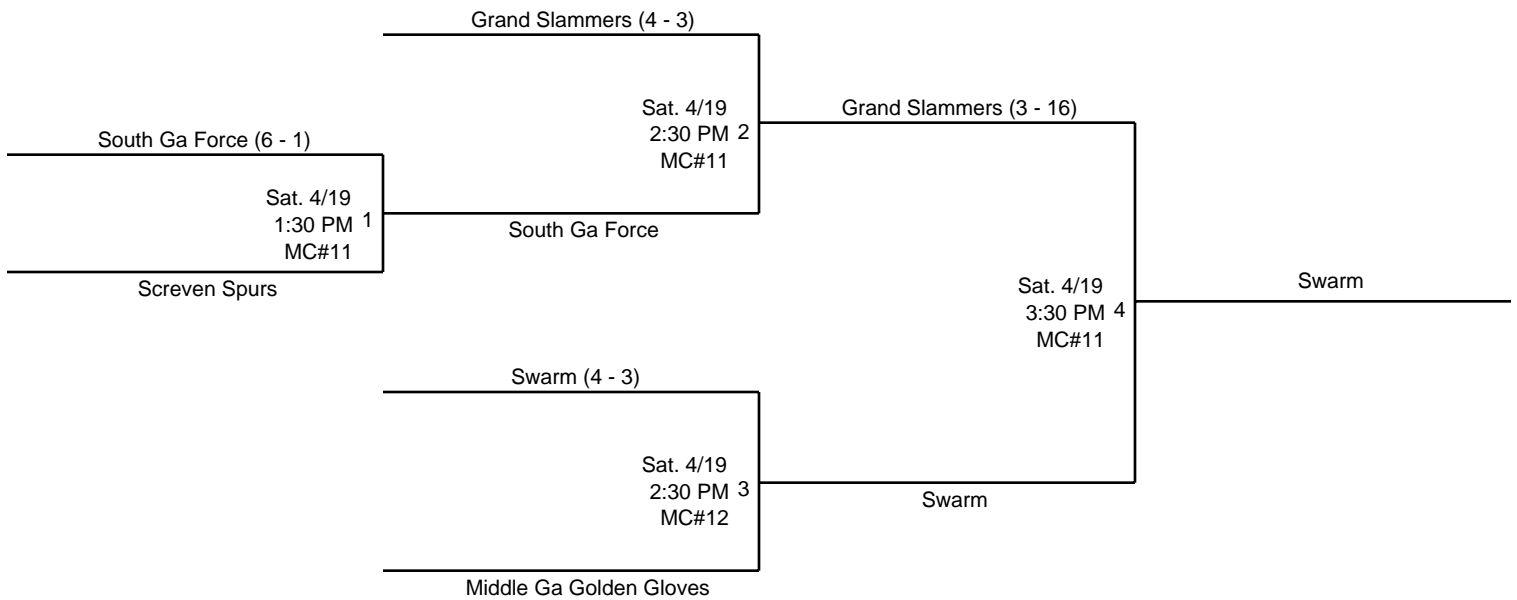 Grand Slammers (4 - 3)
Sat. 4/19
2:30 PM 2
MC#11
Grand Slammers (3 - 16)
South Ga Force (6 - 1)
Sat. 4/19
1:30 PM 1
MC#11
South Ga Force
Screven Spurs
Sat. 4/19
3:30 PM 4
MC#11
Swarm
Swarm (4 - 3)
Sat. 4/19
2:30 PM 3
MC#12
Swarm
Middle Ga Golden Gloves